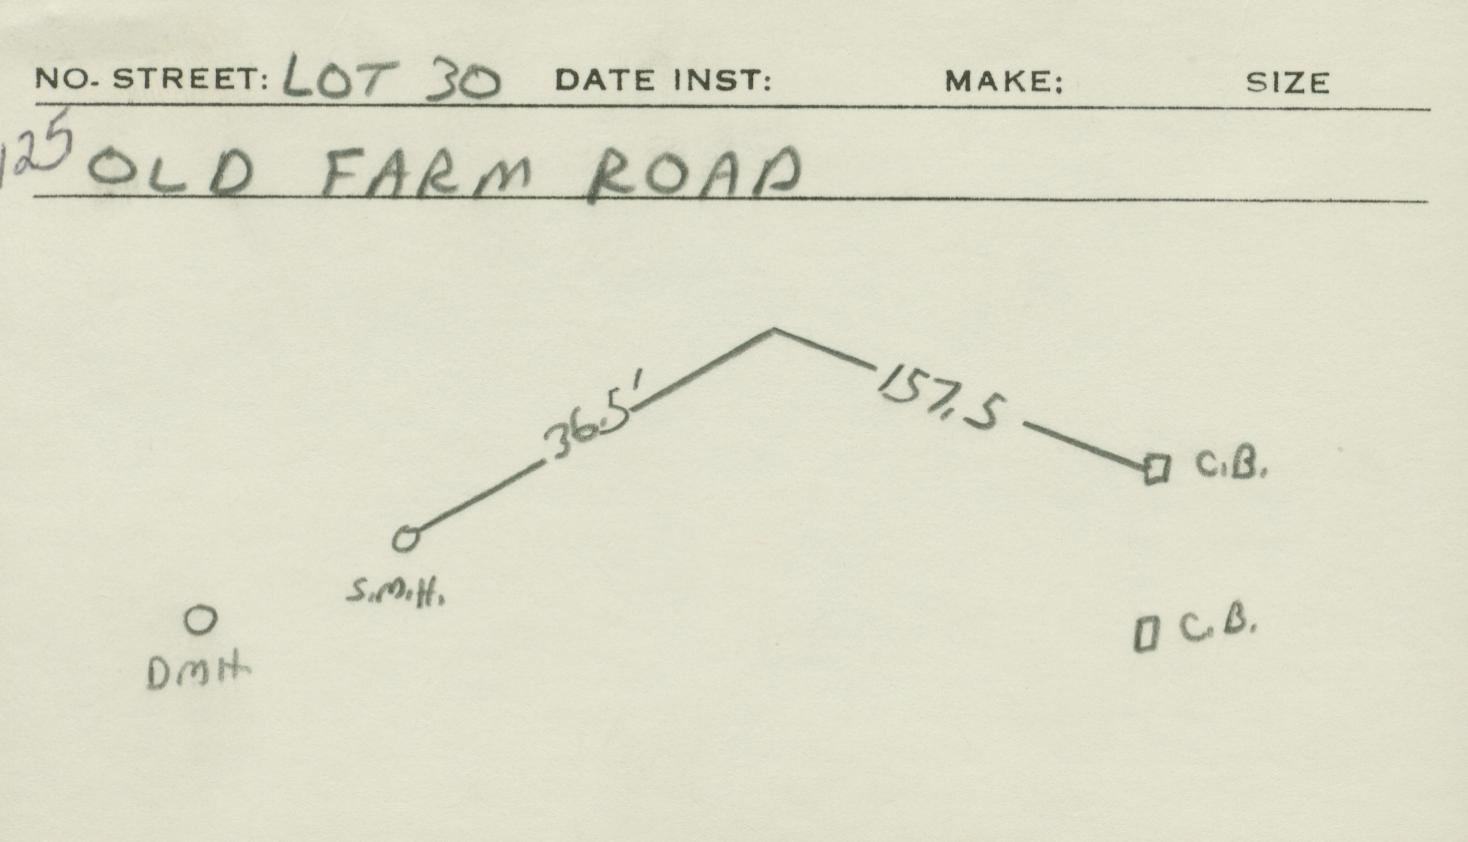 NO. STREET: LOT 30 DATE INST: MAKE: SIZE
125 OLD FARM ROAD
36.5'
157.5
C.B.
S.M.H.
C.B.
DMH